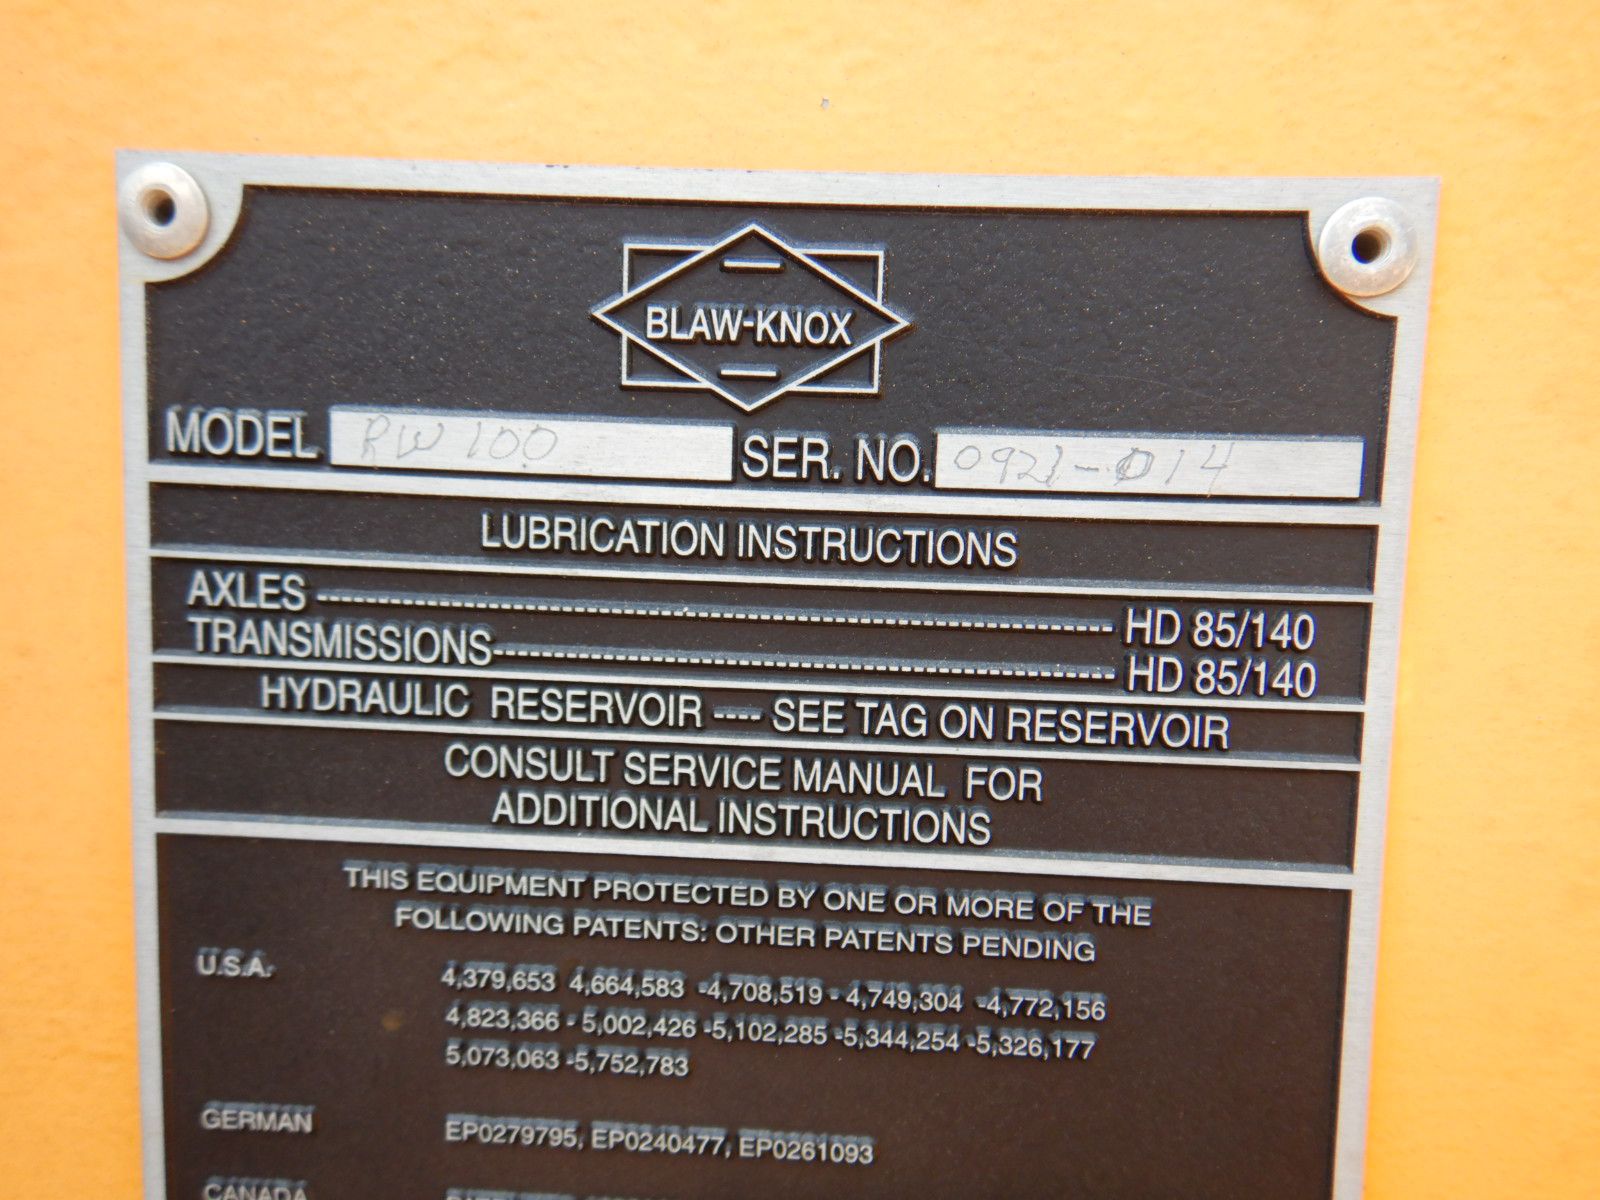 BLAW-KNOX
MODEL RW 100 SER. NO. 0921-014
LUBRICATION INSTRUCTIONS
AXLES ---------- HD 85/140
TRANSMISSIONS ---------- HD 85/140
HYDRAULIC RESERVOIR ---- SEE TAG ON RESERVOIR
CONSULT SERVICE MANUAL FOR
ADDITIONAL INSTRUCTIONS
THIS EQUIPMENT PROTECTED BY ONE OR MORE OF THE
FOLLOWING PATENTS: OTHER PATENTS PENDING
U.S.A. 4,379,653 4,664,583 -4,708,519 - 4,749,304 -4,772,156
4,823,366 - 5,002,426 -5,102,285 -5,344,254 -5,326,177
5,073,063 -5,752,783
GERMAN EP0279795, EP0240477, EP0261093
CANADA